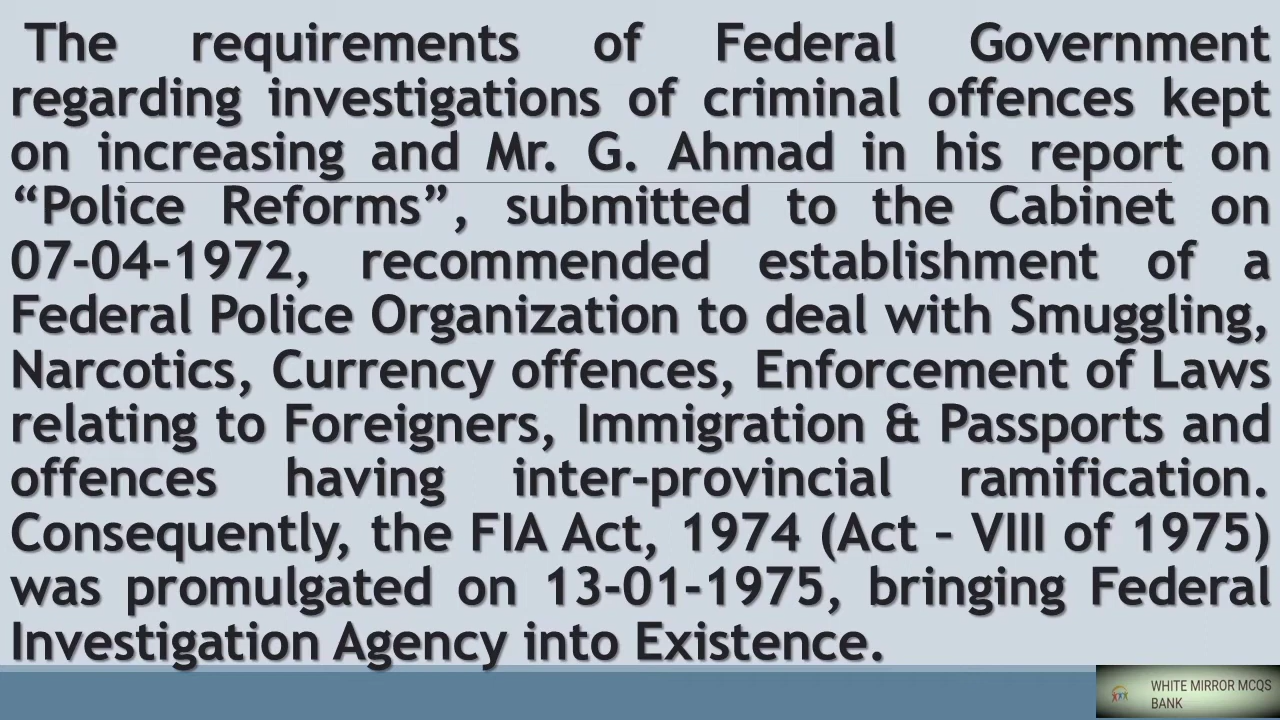 The requirements of Federal Government
regarding investigations of criminal offences kept
on increasing and Mr. G. Ahmad in his report on
“Police Reforms”, submitted to the Cabinet on
07-04-1972, recommended establishment of a
Federal Police Organization to deal with Smuggling,
Narcotics, Currency offences, Enforcement of Laws
relating to Foreigners, Immigration & Passports and
offences having inter-provincial ramification.
Consequently, the FIA Act, 1974 (Act – VIII of 1975)
was promulgated on 13-01-1975, bringing Federal
Investigation Agency into Existence.
WHITE MIRROR MCQS
BANK